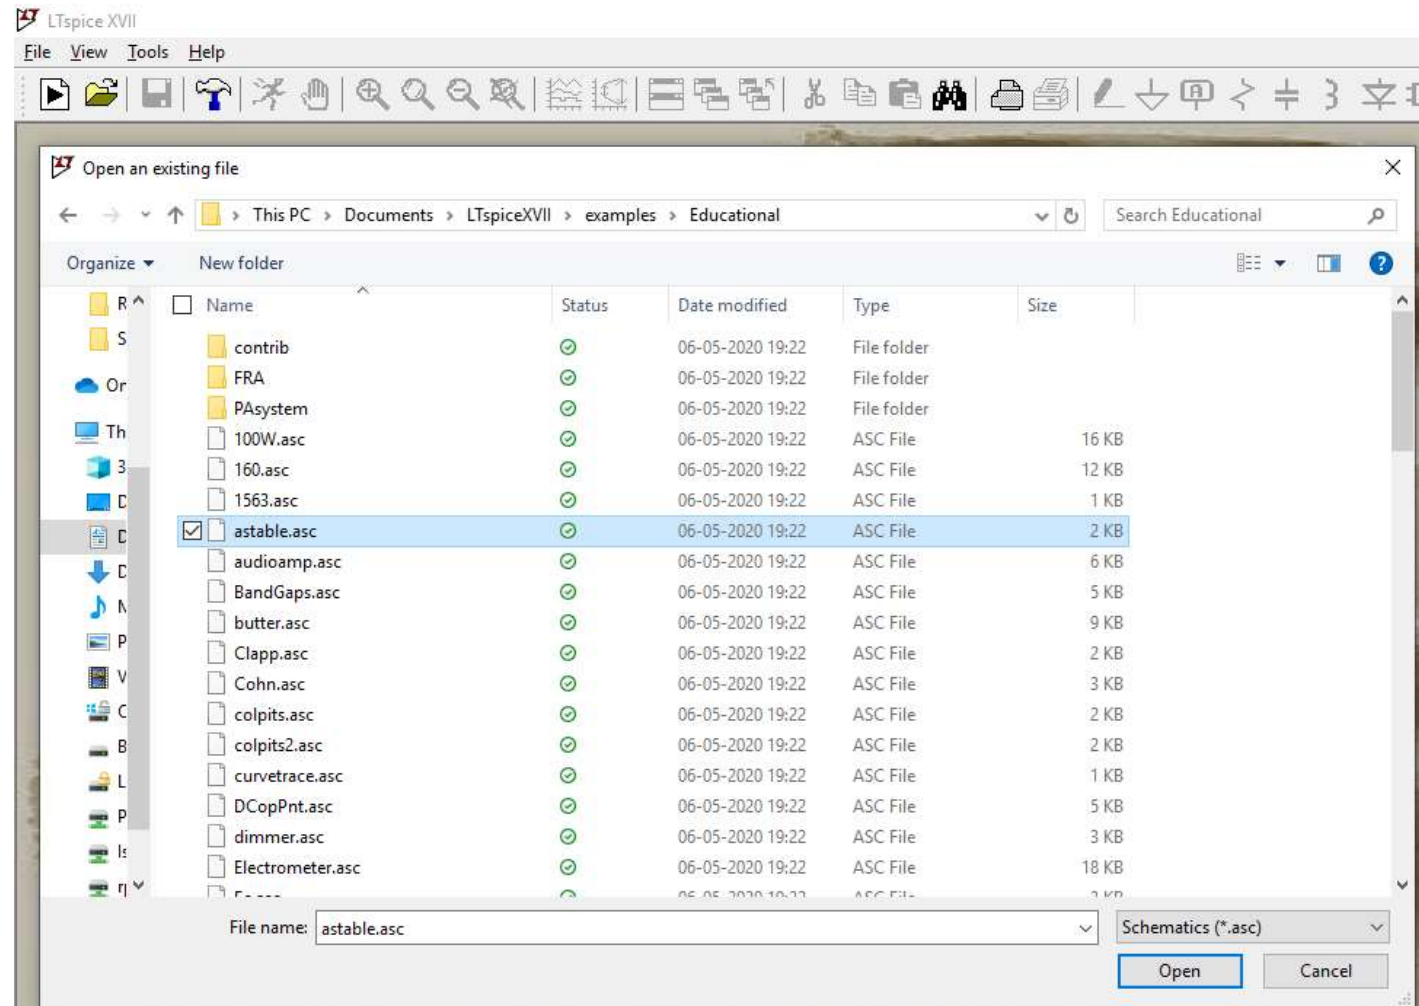 LTspice XVII
File View Tools Help
Open an existing file
This PC > Documents > LTspiceXVII > examples > Educational
Search Educational
Organize New folder
Name Status Date modified Type Size
R
S
Or
Th
3
D
D
D
M
P
V
C
B
L
P
ls
contrib 06-05-2020 19:22 File folder
FRA 06-05-2020 19:22 File folder
PAsystem 06-05-2020 19:22 File folder
100W.asc 06-05-2020 19:22 ASC File 16 KB
160.asc 06-05-2020 19:22 ASC File 12 KB
1563.asc 06-05-2020 19:22 ASC File 1 KB
astable.asc 06-05-2020 19:22 ASC File 2 KB
audioamp.asc 06-05-2020 19:22 ASC File 6 KB
BandGaps.asc 06-05-2020 19:22 ASC File 5 KB
butter.asc 06-05-2020 19:22 ASC File 9 KB
Clapp.asc 06-05-2020 19:22 ASC File 2 KB
Cohn.asc 06-05-2020 19:22 ASC File 3 KB
colpits.asc 06-05-2020 19:22 ASC File 2 KB
colpits2.asc 06-05-2020 19:22 ASC File 2 KB
curvetrace.asc 06-05-2020 19:22 ASC File 1 KB
DCopPnt.asc 06-05-2020 19:22 ASC File 5 KB
dimmer.asc 06-05-2020 19:22 ASC File 3 KB
Electrometer.asc 06-05-2020 19:22 ASC File 18 KB
File name: astable.asc Schematics (*.asc)
Open Cancel